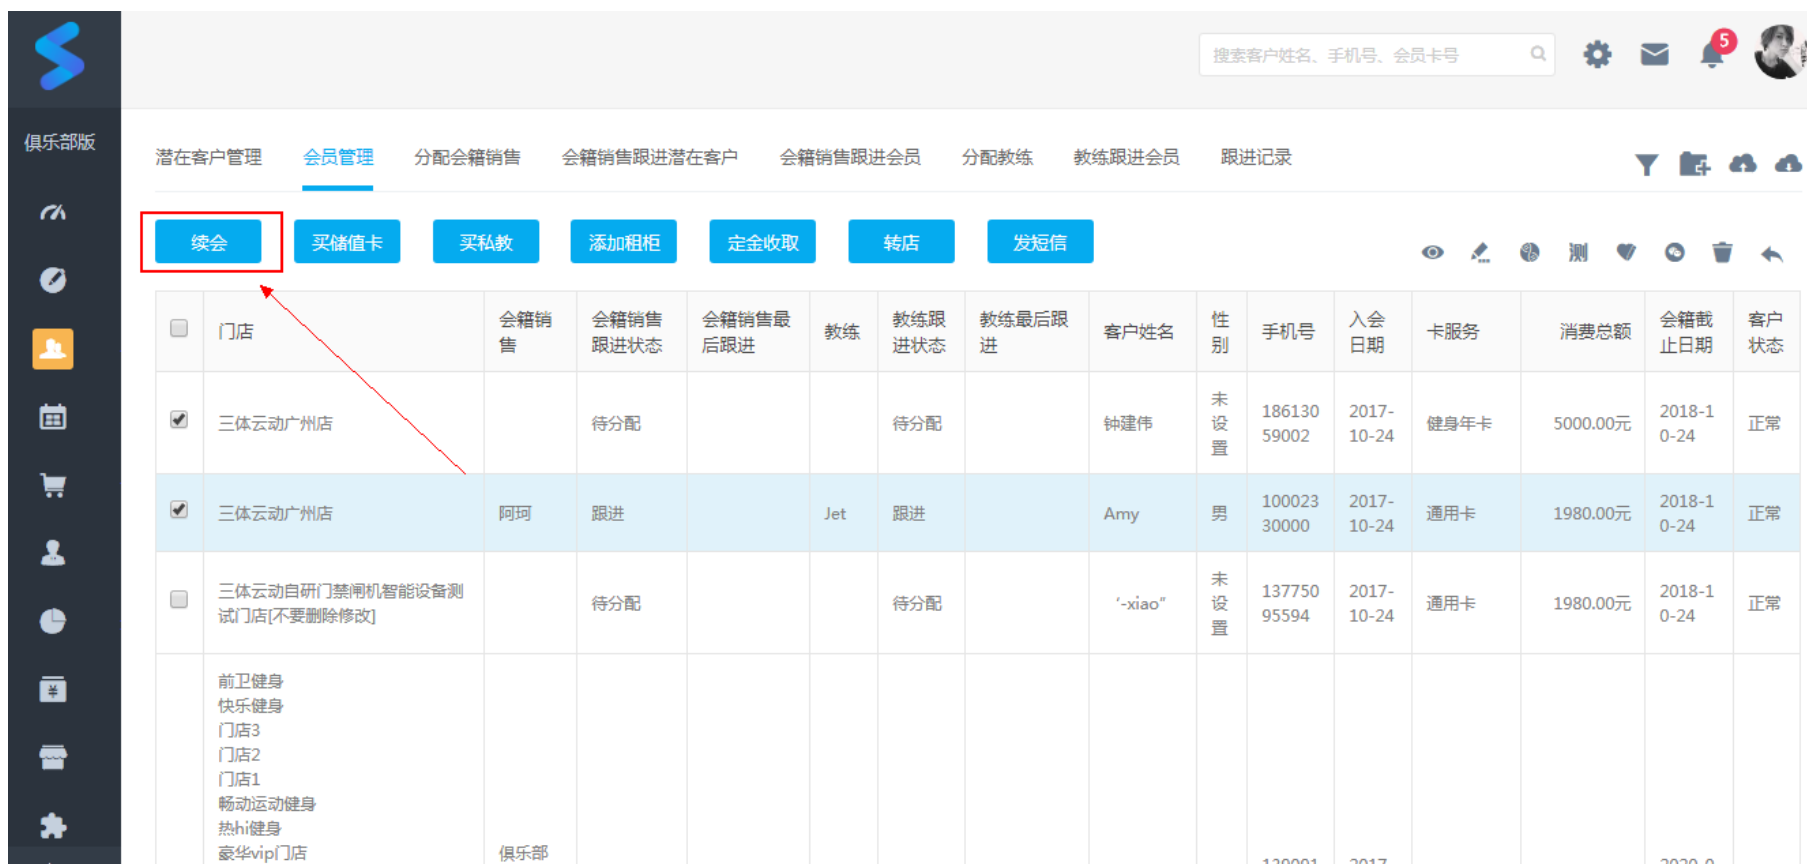 搜索客户姓名、手机号、会员卡号
5
俱乐部版
潜在客户管理 会员管理 分配会籍销售 会籍销售跟进潜在客户 会籍销售跟进会员 分配教练 教练跟进会员 跟进记录
续会 买储值卡 买私教 添加租柜 定金收取 转店 发短信
测
门店 会籍销售 会籍销售跟进状态 会籍销售最后跟进 教练 教练跟进状态 教练最后跟进 客户姓名 性别 手机号 入会日期 卡服务 消费总额 会籍截止日期 客户状态
三体云动广州店 待分配 待分配 钟建伟 未设置 18613059002 2017-10-24 健身年卡 5000.00元 2018-10-24 正常
三体云动广州店 阿珂 跟进 Jet 跟进 Amy 男 10002330000 2017-10-24 通用卡 1980.00元 2018-10-24 正常
三体云动自研门禁闸机智能设备测
试门店[不要删除修改] 待分配 待分配 ‘-xiao” 未设置 13775095594 2017-10-24 通用卡 1980.00元 2018-10-24 正常
前卫健身
快乐健身
门店3
门店2
门店1
畅动运动健身
热hi健身
豪华vip门店 俱乐部